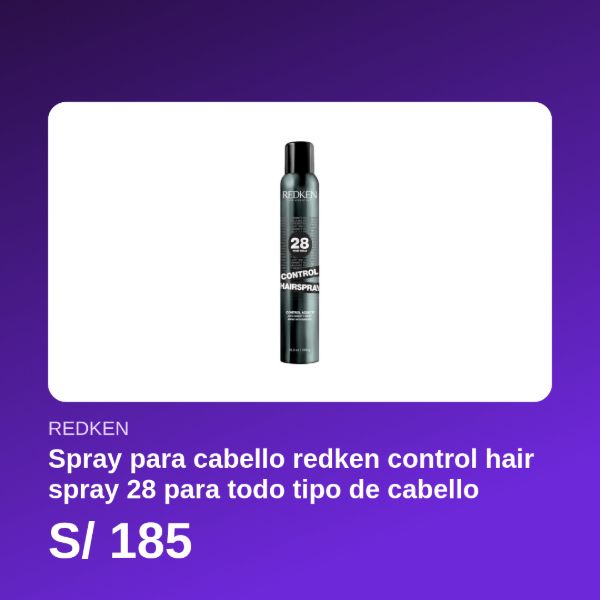 REDKEN
28
CONTROL
HAIRSPRAY
REDKEN
Spray para cabello redken control hair
spray 28 para todo tipo de cabello
S/ 185